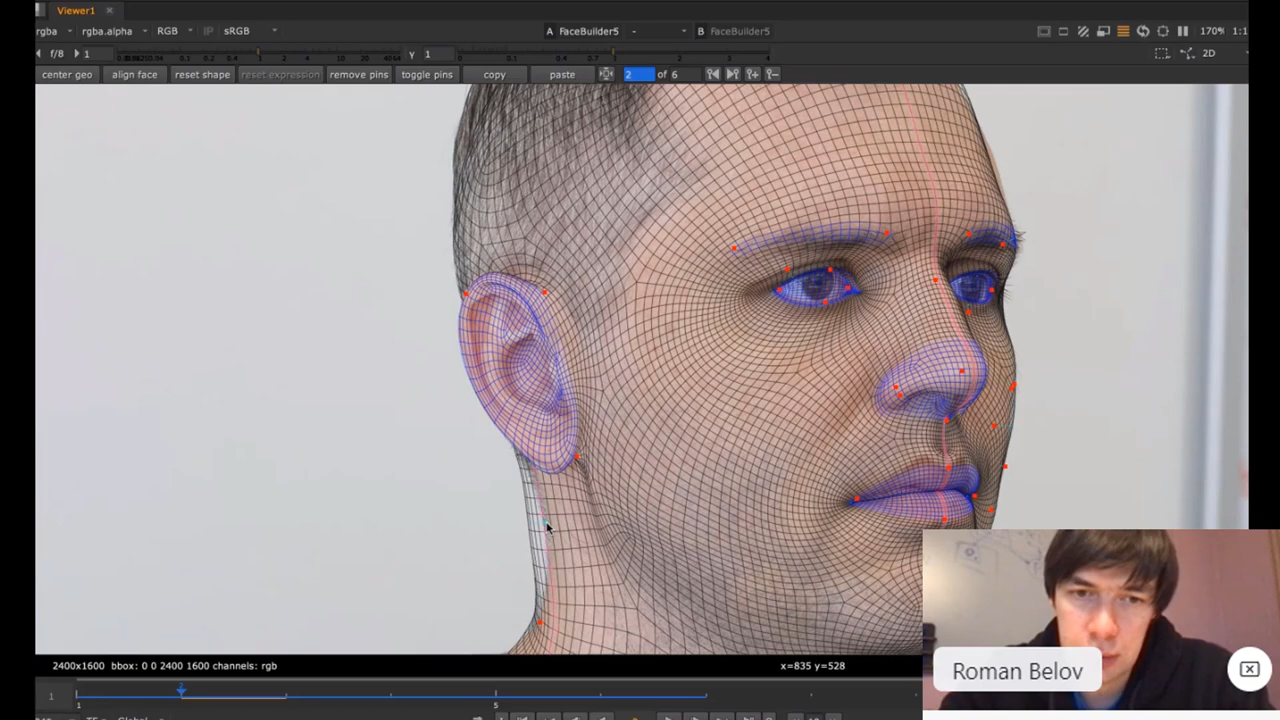 Viewer1 ×
rgba rgba.alpha RGB IP sRGB A FaceBuilder5 - B FaceBuilder5 170% 1:1
f/8 1 Y 1 2D
center geo align face reset shape reset expression remove pins toggle pins copy paste 2 of 6
2400x1600 bbox: 0 0 2400 1600 channels: rgb x=835 y=528
Roman Belov
1 1 5